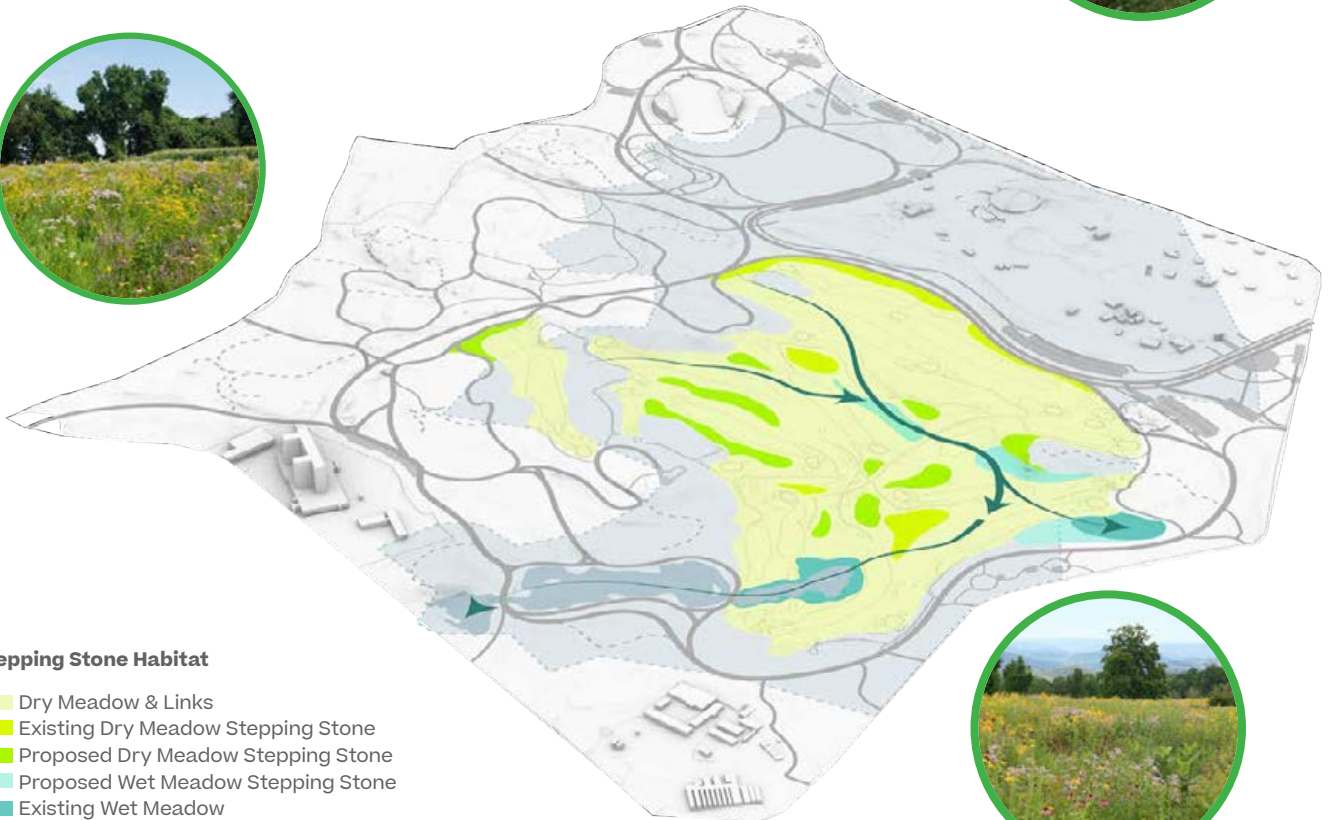 epping Stone Habitat
Dry Meadow & Links
Existing Dry Meadow Stepping Stone
Proposed Dry Meadow Stepping Stone
Proposed Wet Meadow Stepping Stone
Existing Wet Meadow